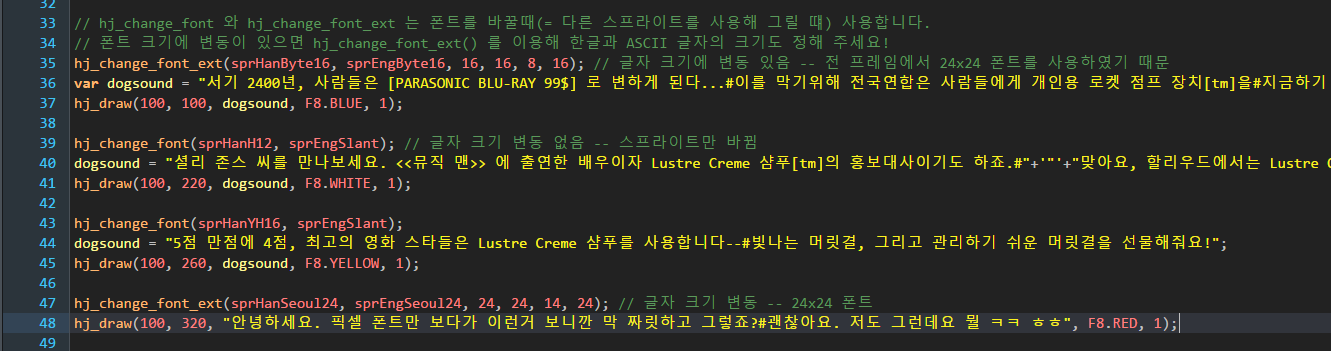 32
33 // hj_change_font 와 hj_change_font_ext 는 폰트를 바꿀때(= 다른 스프라이트를 사용해 그릴 떄) 사용합니다.
34 // 폰트 크기에 변동이 있으면 hj_change_font_ext() 를 이용해 한글과 ASCII 글자의 크기도 정해 주세요!
35 hj_change_font_ext(sprHanByte16, sprEngByte16, 16, 16, 8, 16); // 글자 크기에 변동 있음 -- 전 프레임에서 24x24 폰트를 사용하였기 때문
36 var dogsound = "서기 2400년, 사람들은 [PARASONIC BLU-RAY 99$] 로 변하게 된다...#이를 막기위해 전국연합은 사람들에게 개인용 로켓 점프 장치[tm]을#지금하기
37 hj_draw(100, 100, dogsound, F8.BLUE, 1);
38
39 hj_change_font(sprHanH12, sprEngSlant); // 글자 크기 변동 없음 -- 스프라이트만 바뀜
40 dogsound = "셜리 존스 씨를 만나보세요. <<뮤직 맨>> 에 출연한 배우이자 Lustre Creme 샴푸[tm]의 홍보대사이기도 하죠.#"+'"'+"맞아요, 할리우드에서는 Lustre C
41 hj_draw(100, 220, dogsound, F8.WHITE, 1);
42
43 hj_change_font(sprHanYH16, sprEngSlant);
44 dogsound = "5점 만점에 4점, 최고의 영화 스타들은 Lustre Creme 샴푸를 사용합니다--#빛나는 머릿결, 그리고 관리하기 쉬운 머릿결을 선물해줘요!";
45 hj_draw(100, 260, dogsound, F8.YELLOW, 1);
46
47 hj_change_font_ext(sprHanSeoul24, sprEngSeoul24, 24, 24, 14, 24); // 글자 크기 변동 -- 24x24 폰트
48 hj_draw(100, 320, "안녕하세요. 픽셀 폰트만 보다가 이런거 보니깐 막 짜릿하고 그렇죠?#괜찮아요. 저도 그런데요 뭘 ㅋㅋ ㅎㅎ", F8.RED, 1);
49